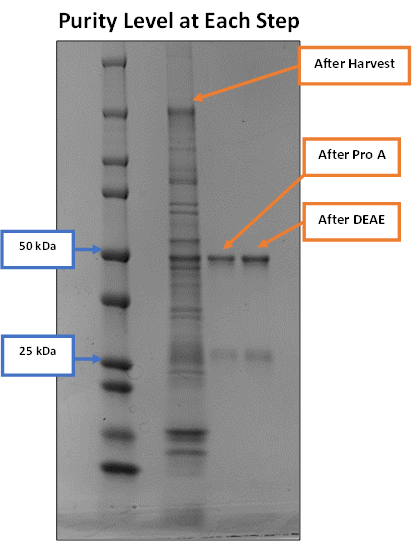 Purity Level at Each Step
After Harvest
After Pro A
After DEAE
50 kDa
25 kDa